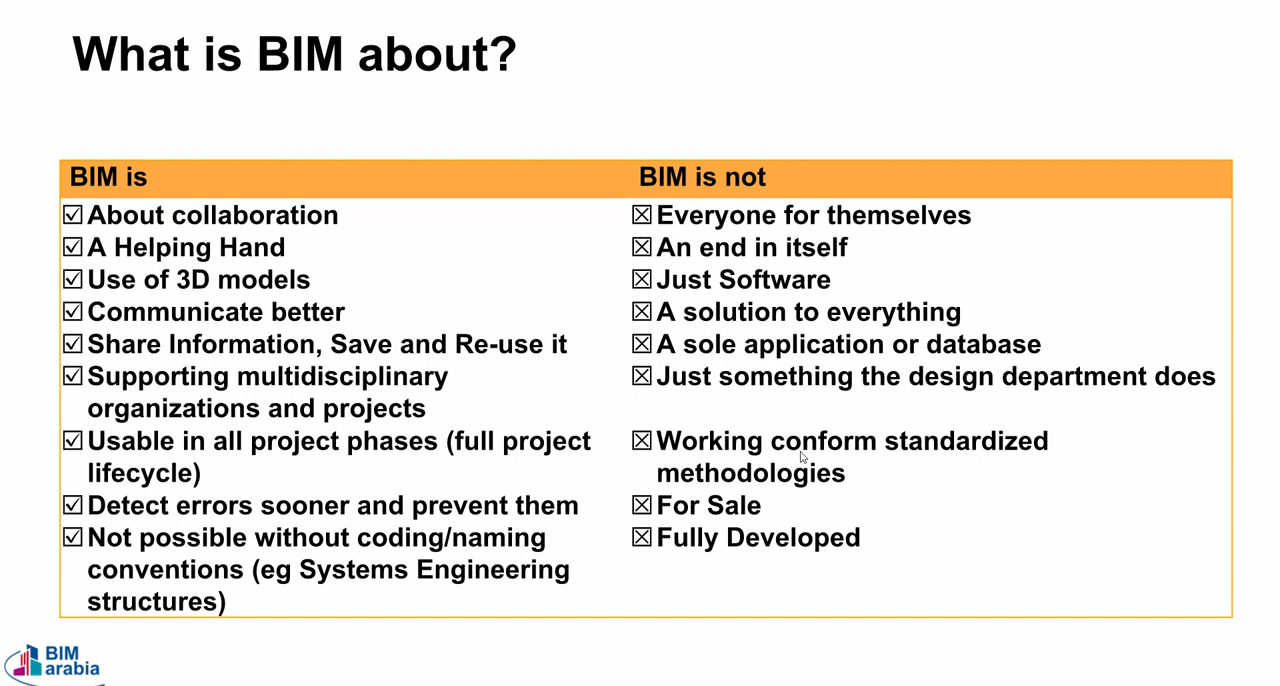 What is BIM about?
BIM is
BIM is not
☑ About collaboration
☑ A Helping Hand
☑ Use of 3D models
☑ Communicate better
☑ Share Information, Save and Re-use it
☑ Supporting multidisciplinary
organizations and projects
☑ Usable in all project phases (full project
lifecycle)
☑ Detect errors sooner and prevent them
☑ Not possible without coding/naming
conventions (eg Systems Engineering
structures)
☒ Everyone for themselves
☒ An end in itself
☒ Just Software
☒ A solution to everything
☒ A sole application or database
☒ Just something the design department does
☒ Working conform standardized
methodologies
☒ For Sale
☒ Fully Developed
BIM
arabia